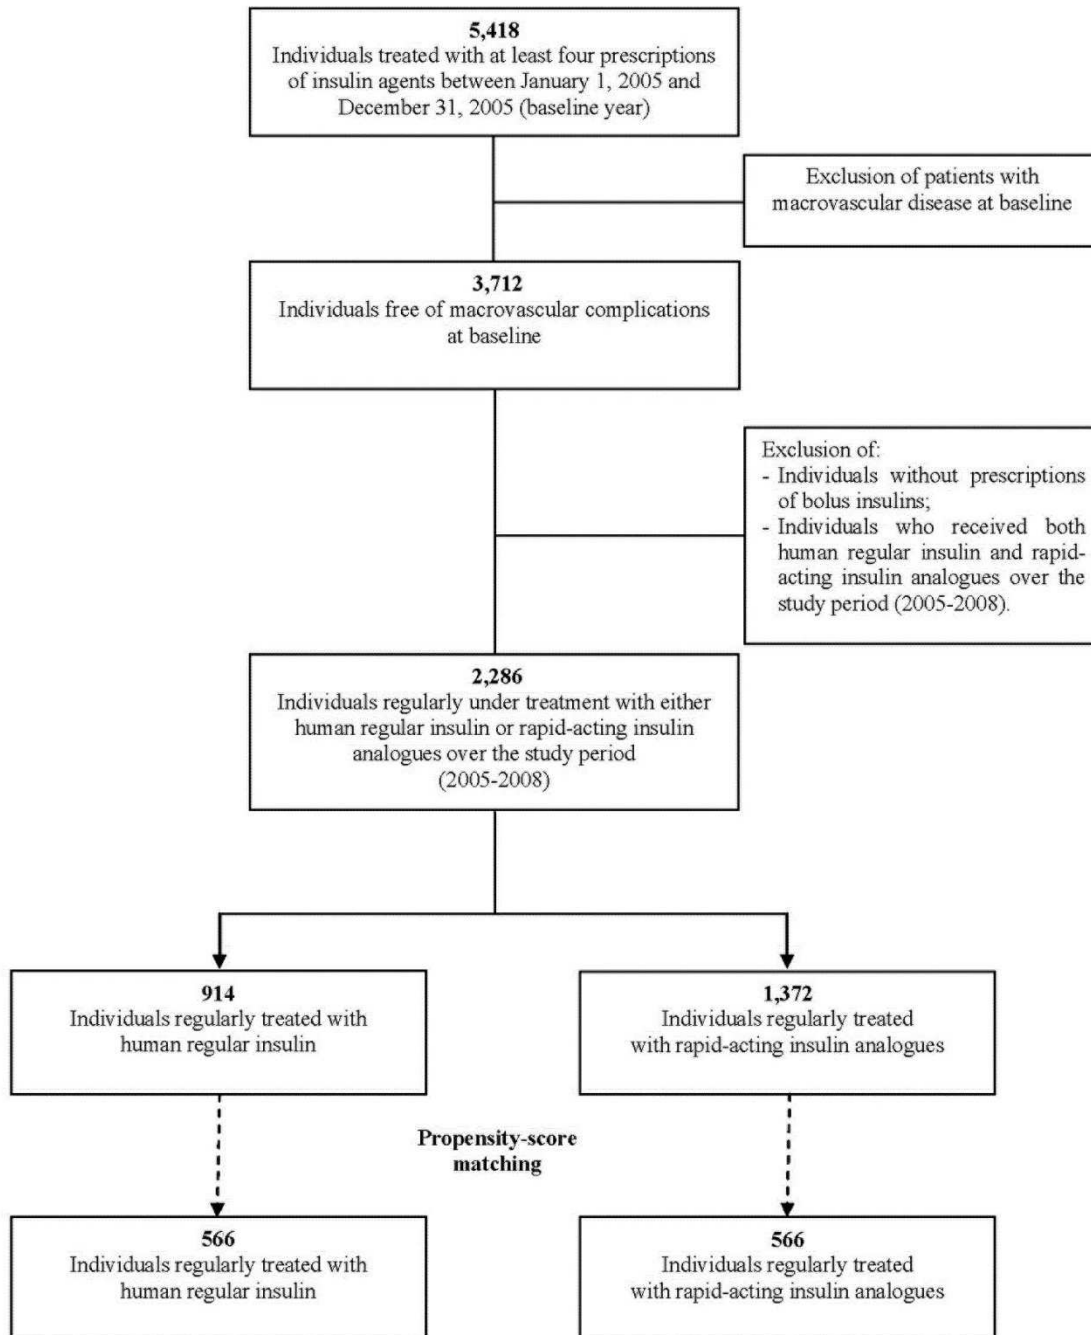 5,418
Individuals treated with at least four prescriptions
of insulin agents between January 1, 2005 and
December 31, 2005 (baseline year)
Exclusion of patients with
macrovascular disease at baseline
3,712
Individuals free of macrovascular complications
at baseline
Exclusion of:
- Individuals without prescriptions
of bolus insulins;
- Individuals who received both
human regular insulin and rapid-
acting insulin analogues over the
study period (2005-2008).
2,286
Individuals regularly under treatment with either
human regular insulin or rapid-acting insulin
analogues over the study period
(2005-2008)
914
Individuals regularly treated with
human regular insulin
1,372
Individuals regularly treated
with rapid-acting insulin analogues
Propensity-score
matching
566
Individuals regularly treated with
human regular insulin
566
Individuals regularly treated
with rapid-acting insulin analogues